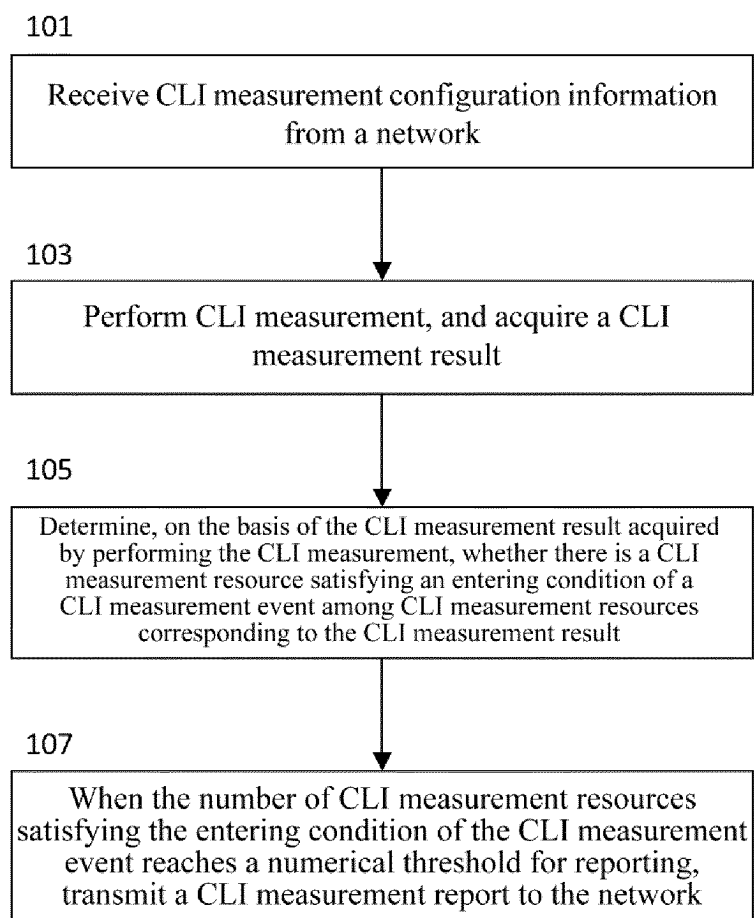 101
Receive CLI measurement configuration information
from a network
103
Perform CLI measurement, and acquire a CLI
measurement result
105
Determine, on the basis of the CLI measurement result acquired
by performing the CLI measurement, whether there is a CLI
measurement resource satisfying an entering condition of a
CLI measurement event among CLI measurement resources
corresponding to the CLI measurement result
107
When the number of CLI measurement resources
satisfying the entering condition of the CLI measurement
event reaches a numerical threshold for reporting,
transmit a CLI measurement report to the network